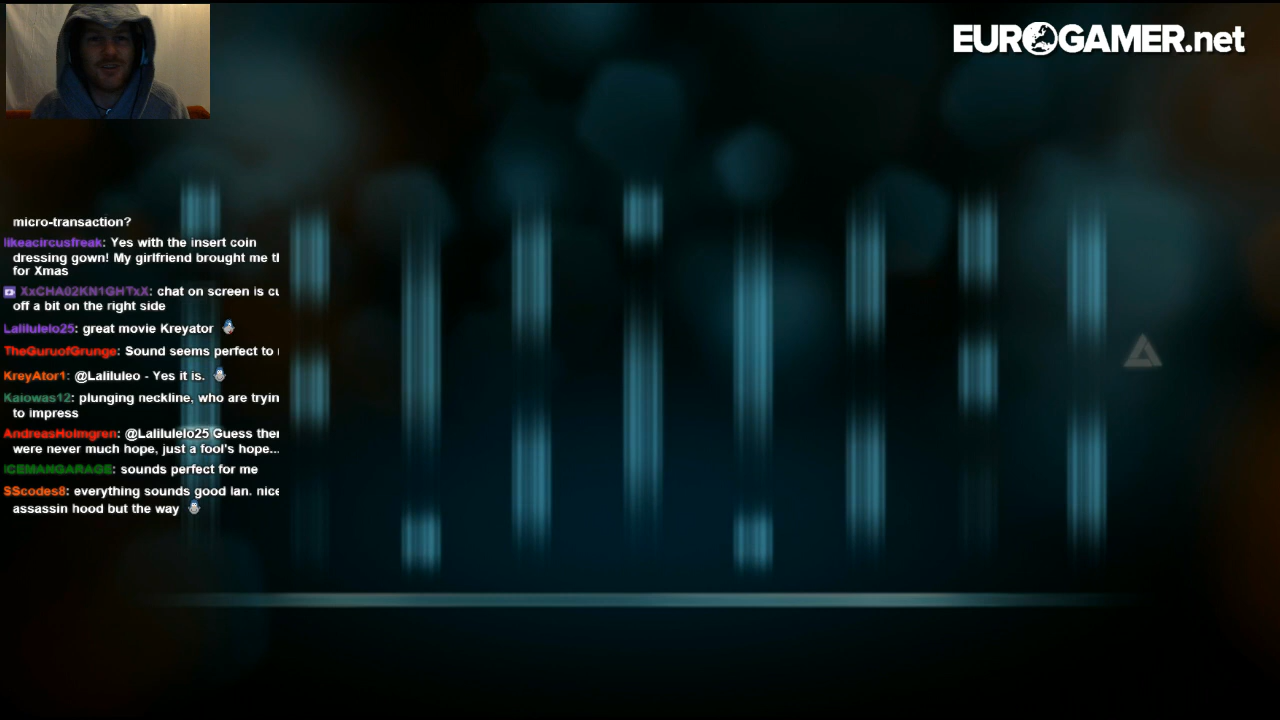 EUROGAMER.net
micro-transaction?
likeacircusfreak: Yes with the insert coin
dressing gown! My girlfriend brought me
for Xmas
XxCHA02KN1GHTxX: chat on screen is
off a bit on the right side
Lalilulelo25: great movie Kreyator
TheGuruofGrunge: Sound seems perfect to
KreyAtor1: @Laliluleo - Yes it is.
Kaiowas12: plunging neckline, who are
to impress
AndreasHolmgren: @Lalilulelo25 Guess
were never much hope, just a fool's hope...
ICEMANGARAGE: sounds perfect for me
SScodes8: everything sounds good Ian. nice
assassin hood but the way